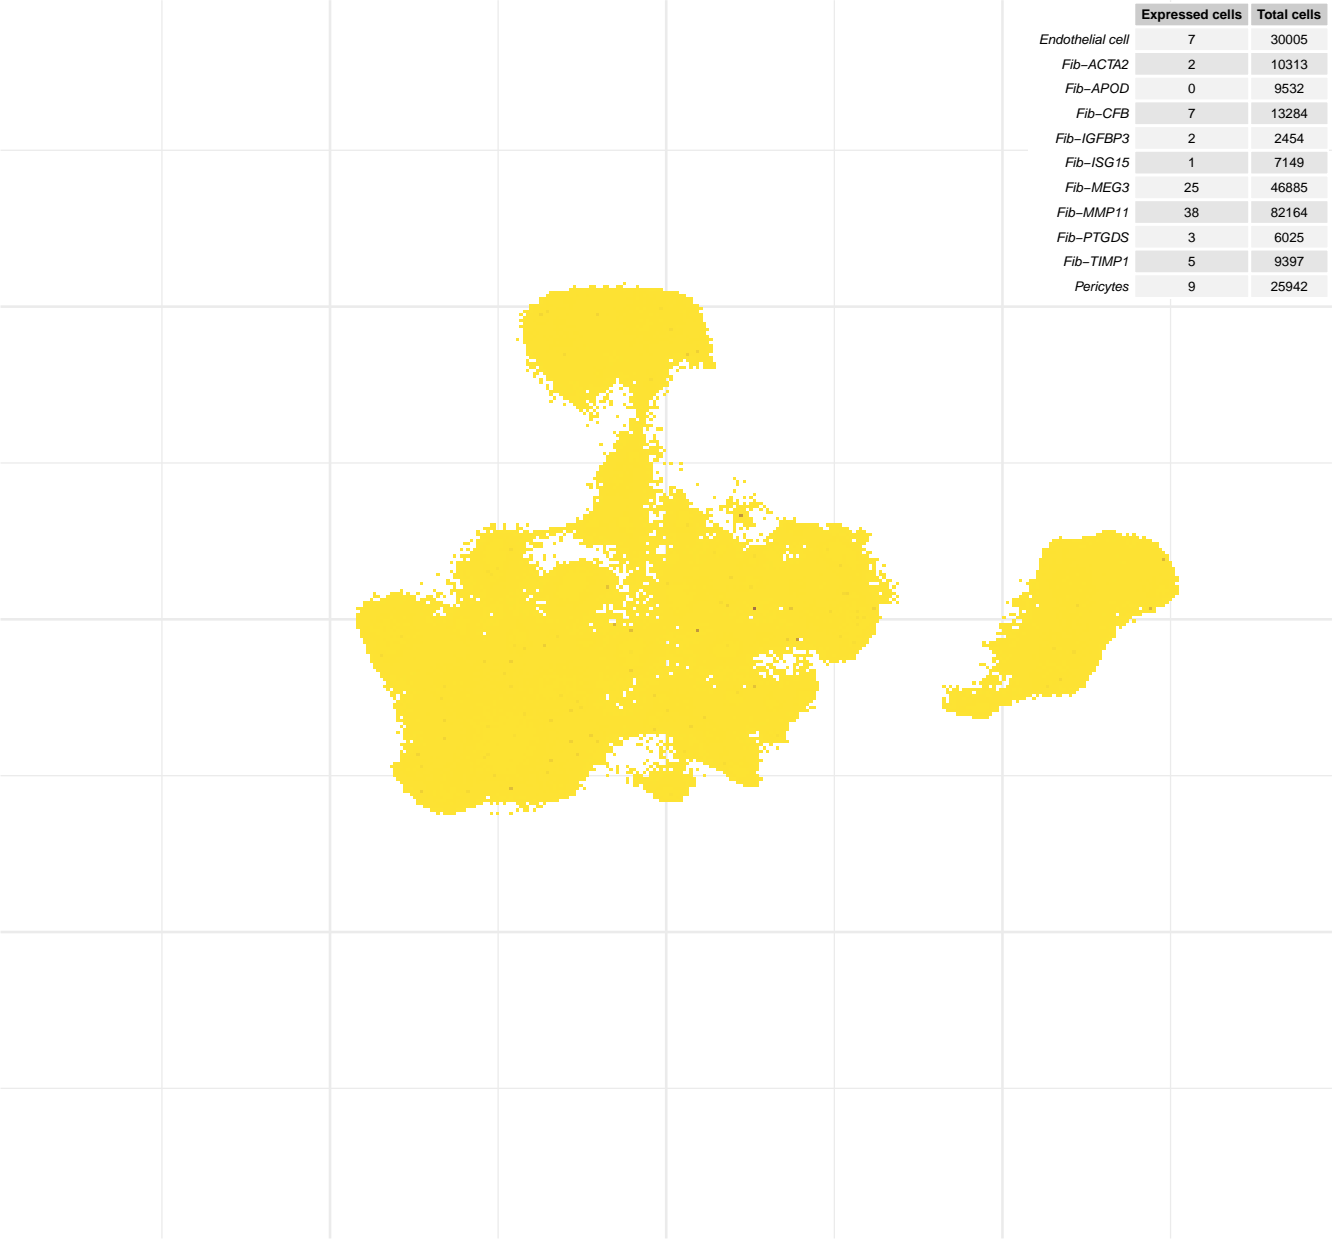 Expressed cells Total cells
Endothelial cell 7 30005
Fib−ACTA2 2 10313
Fib−APOD 0 9532
Fib−CFB 7 13284
Fib−IGFBP3 2 2454
Fib−ISG15 1 7149
Fib−MEG3 25 46885
Fib−MMP11 38 82164
Fib−PTGDS 3 6025
Fib−TIMP1 5 9397
Pericytes 9 25942